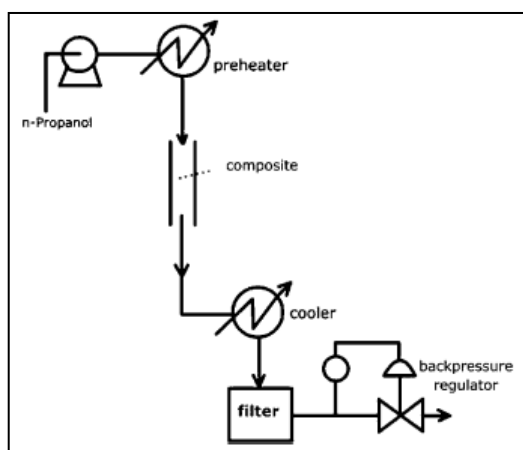 preheater
n-Propanol
composite
cooler
backpressure
regulator
filter